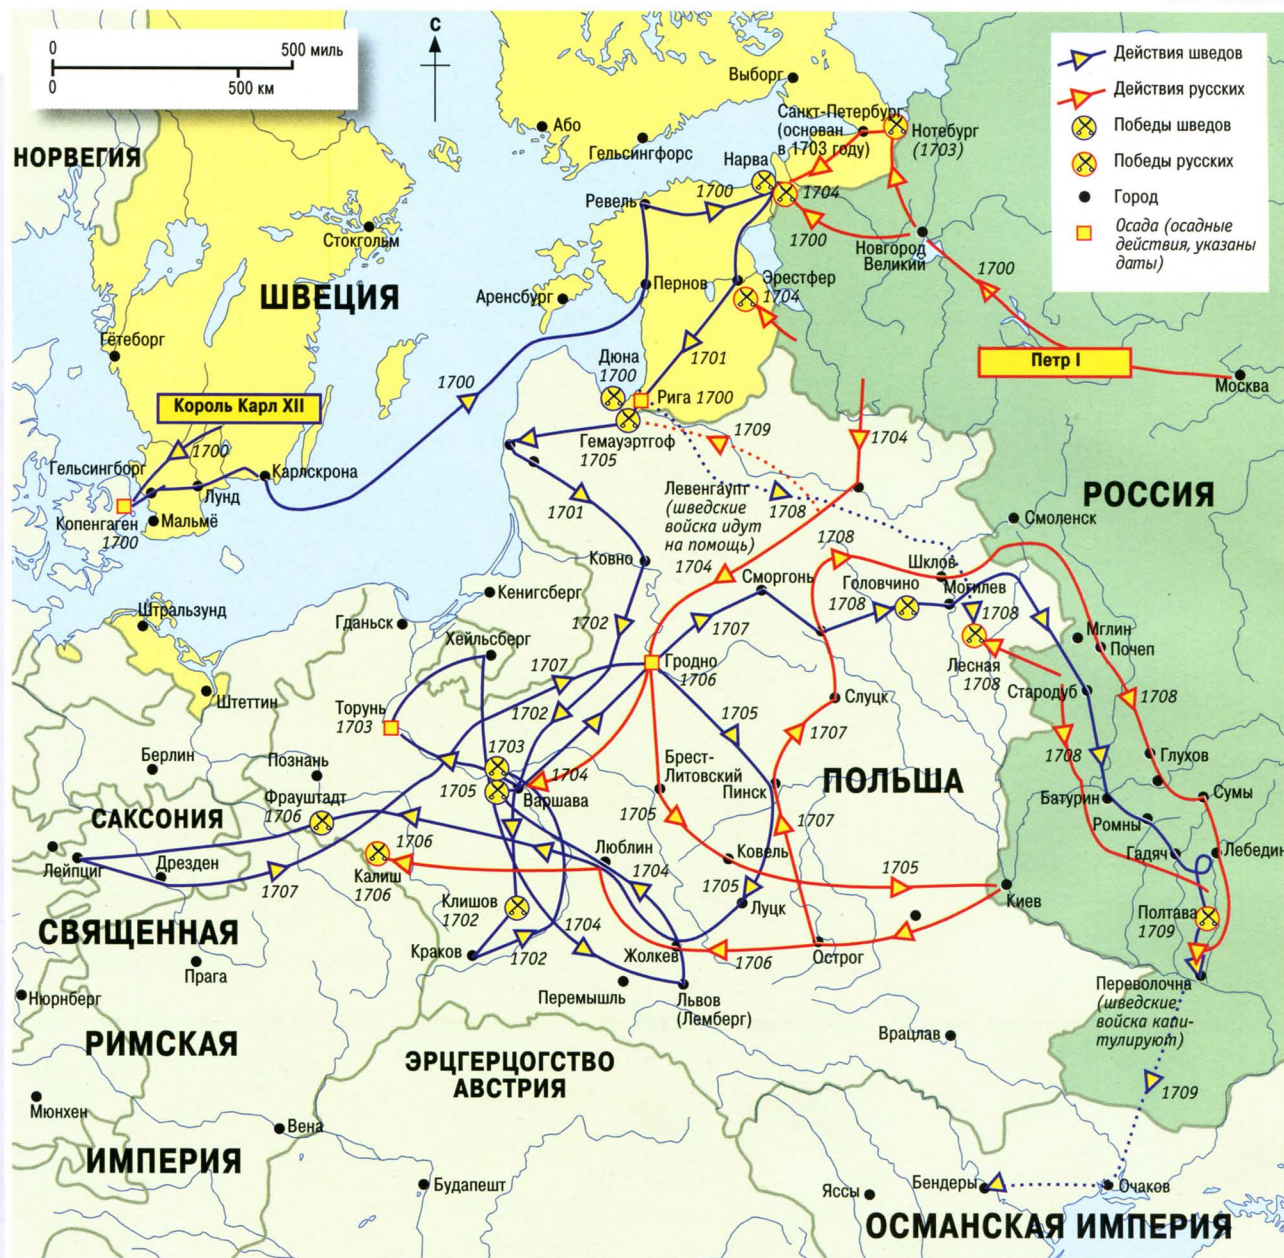 0 500 миль
0 500 км
С
Действия шведов
Действия русских
Победы шведов
Победы русских
Город
Осада (осадные
действия, указаны
даты)
НОРВЕГИЯ
Выборг
Санкт-Петербург
(основан
в 1703 году)
Нотебург
(1703)
Або
Гельсингфорс
Нарва
1700
1704
Ревель
1700
Новгород
Великий
1700
Стокгольм
ШВЕЦИЯ
Аренсбург
Пернов
Эрестфер
1704
Гётеборг
1701
Петр I
Москва
Дюна
1700
Рига 1700
Король Карл XII
1700
1700
Гемауэртгоф
1705
1709
1704
Гельсингборг
Карлскрона
Лунд
Копенгаген
1700
Мальмё
1701
Левенгаупт
(шведские
войска идут
на помощь)
1708
РОССИЯ
Смоленск
1704
1708
Шклов
Ковно
Сморгонь
Головчино
1708
Могилев
1708
Кенигсберг
Штральзунд
Гданьск
Хейльсберг
1702
1707
Мглин
Почеп
Лесная
1708
Штеттин
1707
Гродно
1706
Стародуб
1708
Торунь
1703
1702
1705
Слуцк
1707
1708
Берлин
Познань
1703
1704
Брест-
Литовский
Глухов
1705
Варшава
Пинск
ПОЛЬША
Батурин
Сумы
Фрауштадт
1706
САКСОНИЯ
1706
1705
1707
Ромны
Лейпциг
Дрезден
1707
Калиш
1706
Люблин
1704
Ковель
1705
Гадяч
Лебедин
Клишов
1702
1705
Луцк
Киев
Полтава
1709
СВЯЩЕННАЯ
1704
Краков
1702
Жолкев
1706
Острог
Прага
Нюрнберг
Перемышль
Львов
(Лемберг)
Переволочна
(шведские
войска капи-
тулируют)
РИМСКАЯ
Врацлав
ЭРЦГЕРЦОГСТВО
АВСТРИЯ
1709
Мюнхен
Вена
ИМПЕРИЯ
Будапешт
Яссы
Бендеры
Очаков
ОСМАНСКАЯ ИМПЕРИЯ